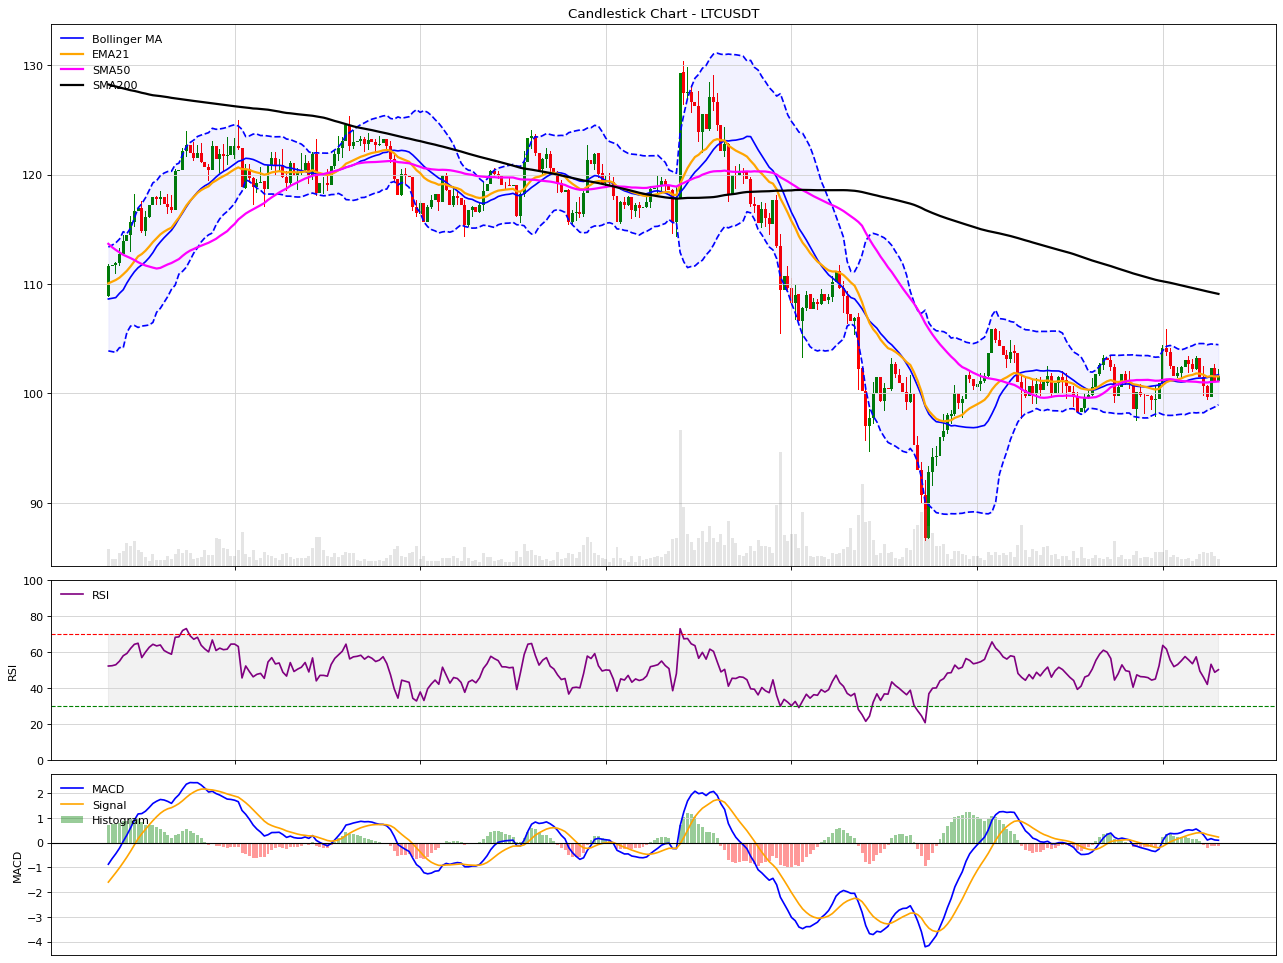 Candlestick Chart - LTCUSDT
Bollinger MA
EMA21
SMA50
SMA200
130
120
110
100
90
RSI
100
80
60
40
20
0
RSI
MACD
Signal
Histogram
2
1
0
−1
−2
−3
−4
MACD